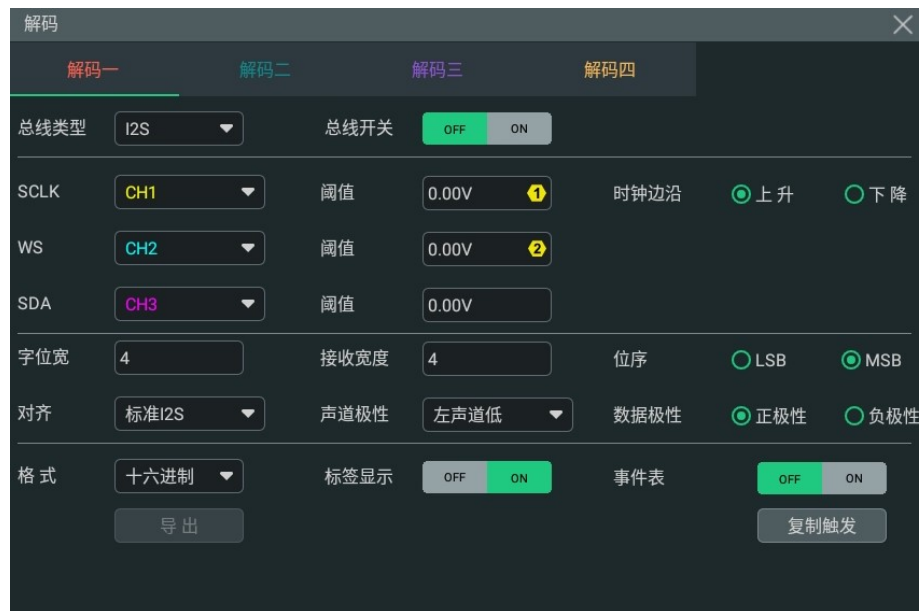 解码
解码一 解码二 解码三 解码四
总线类型 I2S 总线开关 OFF ON
SCLK CH1 阈值 0.00V 1 时钟边沿 上升 下降
WS CH2 阈值 0.00V 2
SDA CH3 阈值 0.00V
字位宽 4 接收宽度 4 位序 LSB MSB
对齐 标准I2S 声道极性 左声道低 数据极性 正极性 负极性
格式 十六进制 标签显示 OFF ON 事件表 OFF ON
导出 复制触发